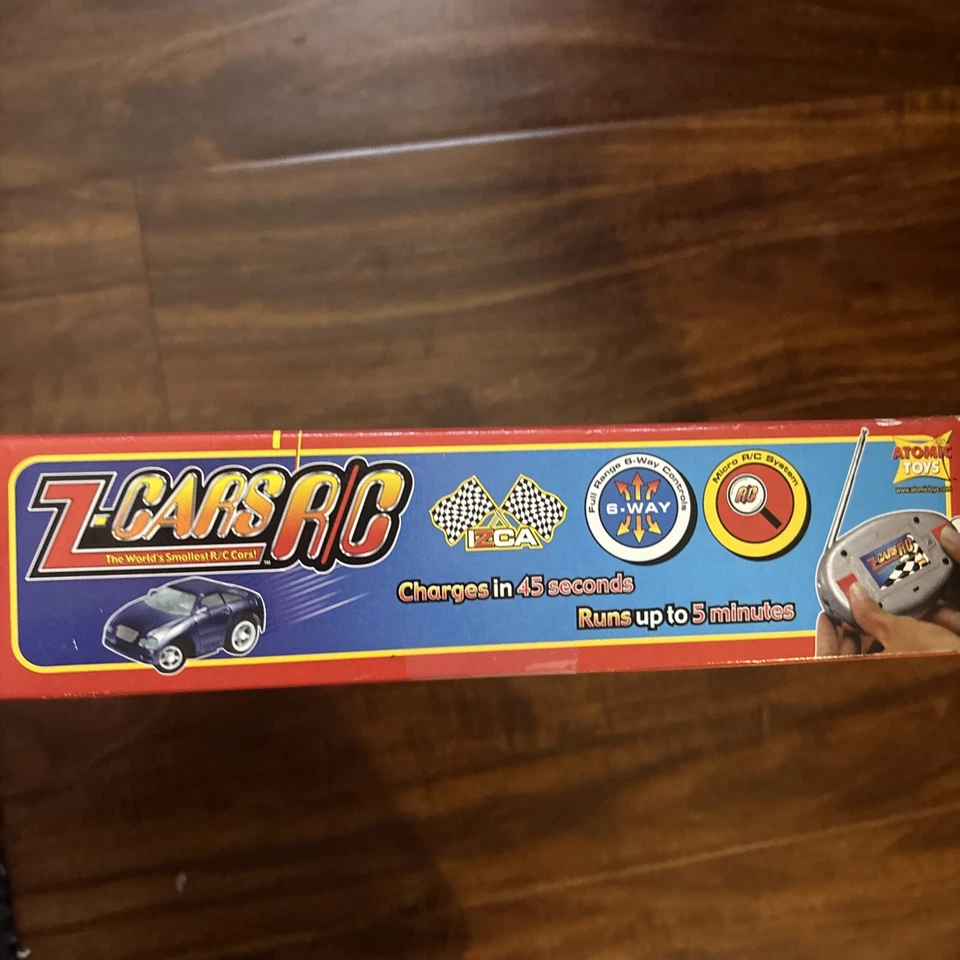 Z-CARS R/C
The World's Smallest R/C Cars!
TM
IZCA
Full Range 6-Way Controls
6-WAY
Micro R/C System
R/C
Charges in 45 seconds
Runs up to 5 minutes
Z-CARS R/C
ATOMIC
TOYS